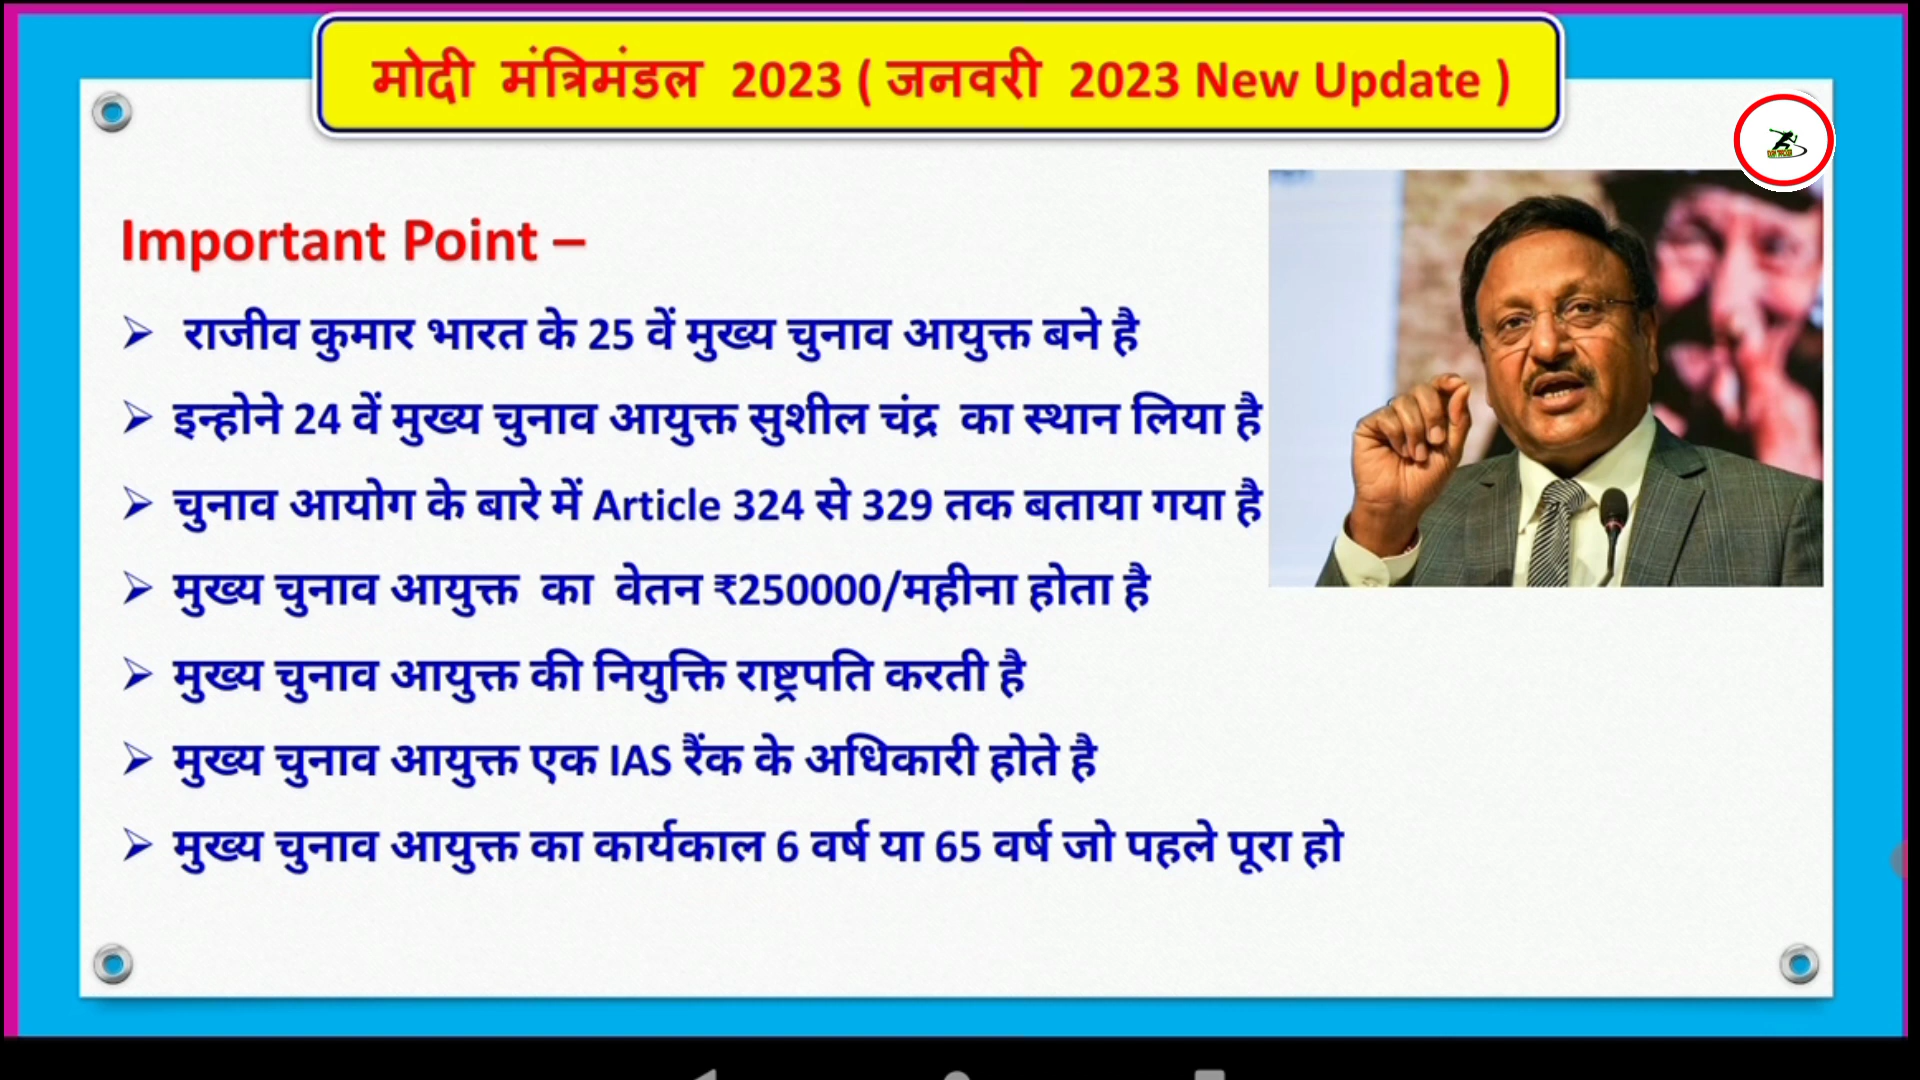 मोदी मंत्रिमंडल 2023 ( जनवरी 2023 New Update )
Important Point –
➢ राजीव कुमार भारत के 25 वें मुख्य चुनाव आयुक्त बने है
➢ इन्होने 24 वें मुख्य चुनाव आयुक्त सुशील चंद्र का स्थान लिया है
➢ चुनाव आयोग के बारे में Article 324 से 329 तक बताया गया है
➢ मुख्य चुनाव आयुक्त का वेतन ₹250000/महीना होता है
➢ मुख्य चुनाव आयुक्त की नियुक्ति राष्ट्रपति करती है
➢ मुख्य चुनाव आयुक्त एक IAS रैंक के अधिकारी होते है
➢ मुख्य चुनाव आयुक्त का कार्यकाल 6 वर्ष या 65 वर्ष जो पहले पूरा हो